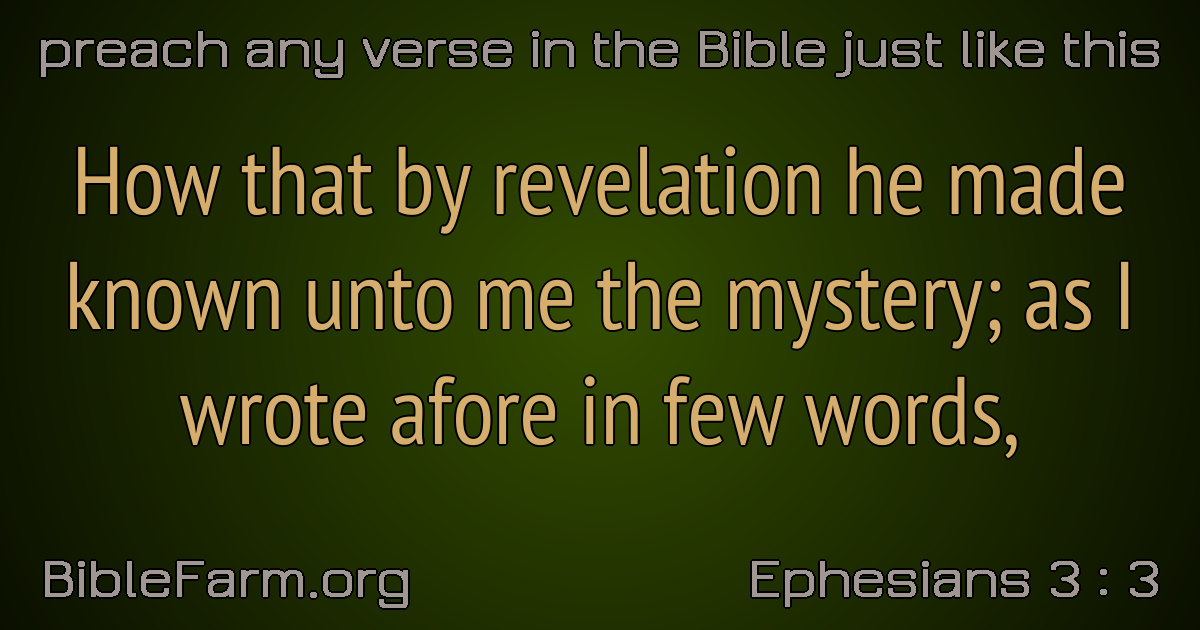 preach any verse in the Bible just like this
How that by revelation he made
known unto me the mystery; as I
wrote afore in few words,
BibleFarm.org
Ephesians 3 : 3